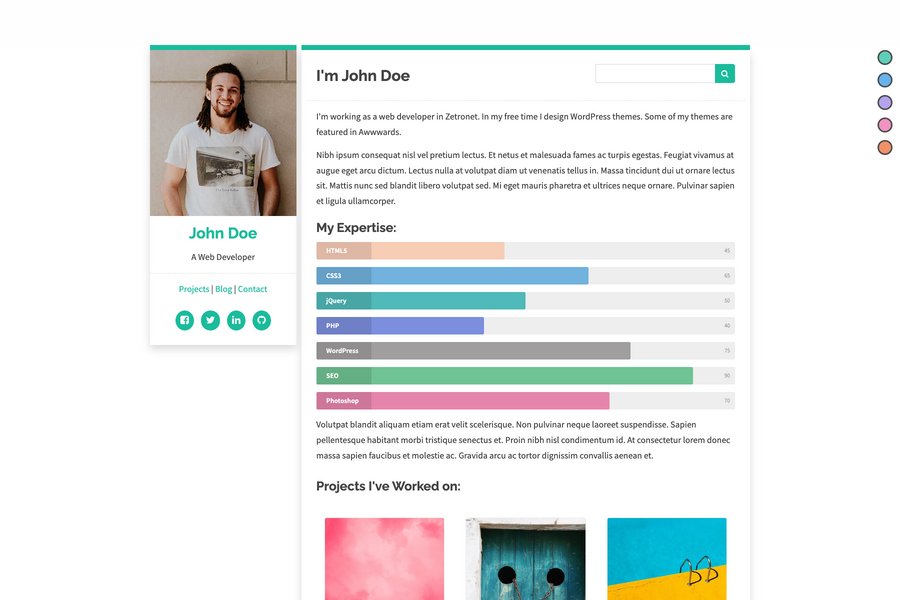 John Doe
A Web Developer
Projects | Blog | Contact
I'm John Doe
I'm working as a web developer in Zetronet. In my free time I design WordPress themes. Some of my themes are
featured in Awwwards.
Nibh ipsum consequat nisl vel pretium lectus. Et netus et malesuada fames ac turpis egestas. Feugiat vivamus at
augue eget arcu dictum. Lectus nulla at volutpat diam ut venenatis tellus in. Massa tincidunt dui ut ornare lectus
sit. Mattis nunc sed blandit libero volutpat sed. Mi eget mauris pharetra et ultrices neque ornare. Pulvinar sapien
et ligula ullamcorper.
My Expertise:
HTML5 45
CSS3 65
jQuery 50
PHP 40
WordPress 75
SEO 90
Photoshop 70
Volutpat blandit aliquam etiam erat velit scelerisque. Non pulvinar neque laoreet suspendisse. Sapien
pellentesque habitant morbi tristique senectus et. Proin nibh nisl condimentum id. At consectetur lorem donec
massa sapien faucibus et molestie ac. Gravida arcu ac tortor dignissim convallis aenean et.
Projects I've Worked on: